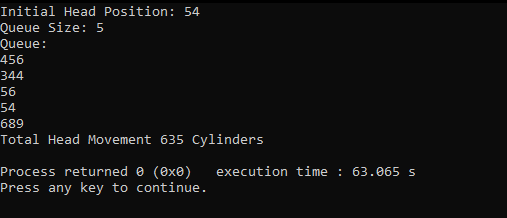 Initial Head Position: 54
Queue Size: 5
Queue:
456
344
56
54
689
Total Head Movement 635 Cylinders
Process returned 0 (0x0)   execution time : 63.065 s
Press any key to continue.